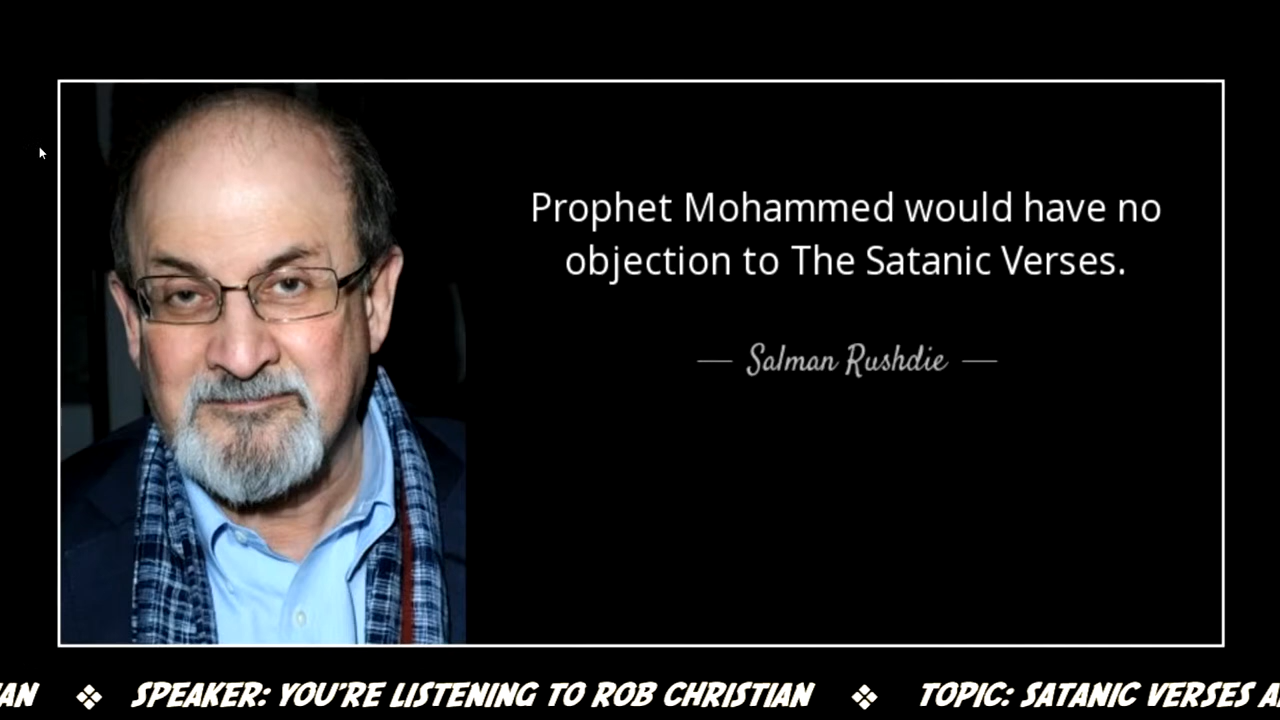 Prophet Mohammed would have no
objection to The Satanic Verses.
Salman Rushdie
AN ❖ SPEAKER: YOU'RE LISTENING TO ROB CHRISTIAN ❖ TOPIC: SATANIC VERSES A